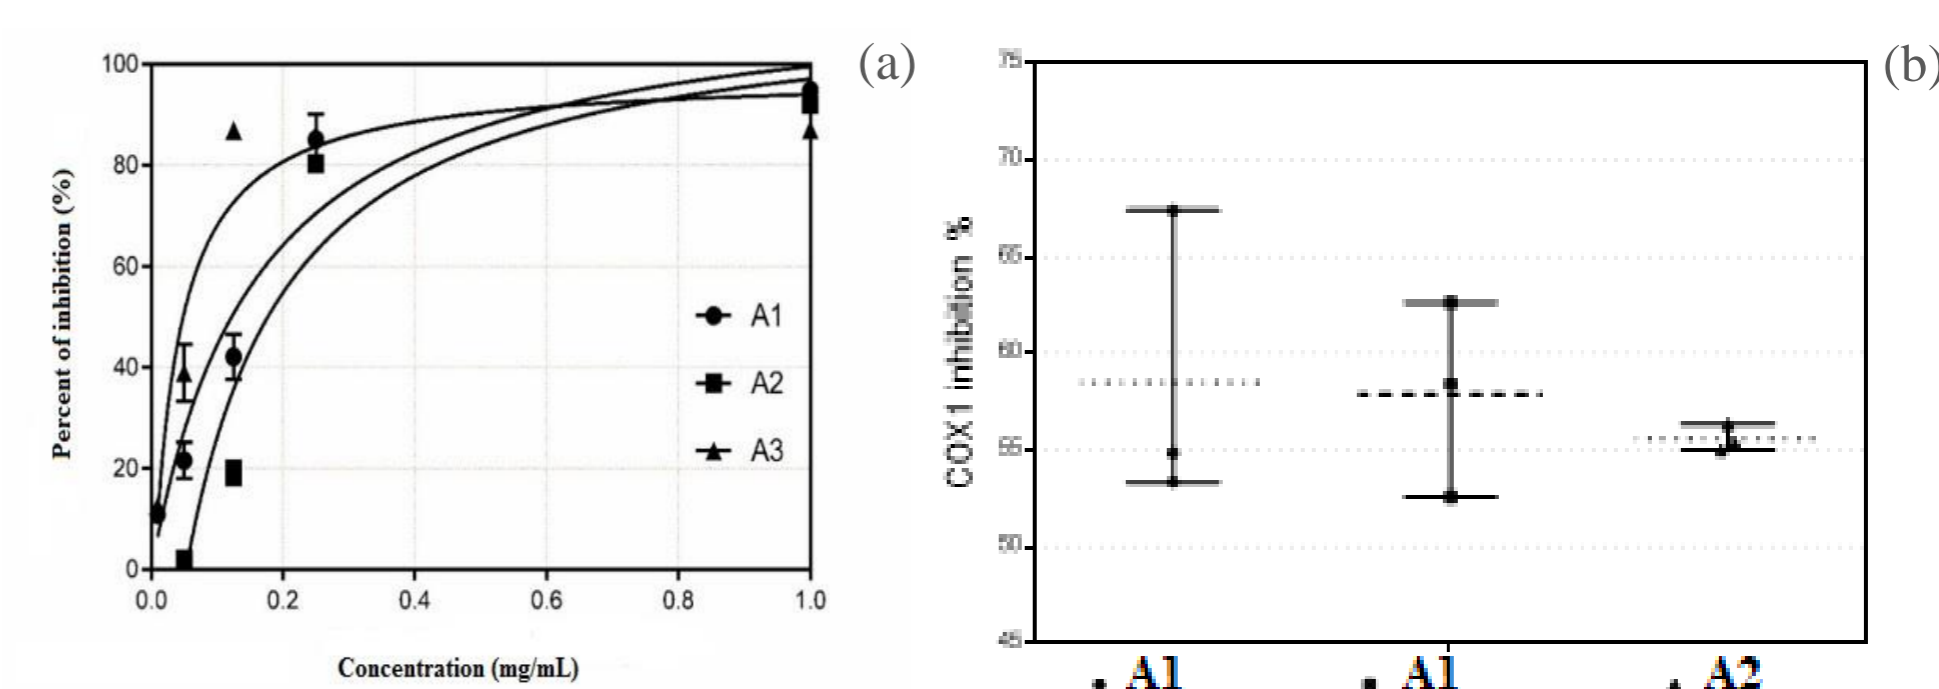 (a)
100
80
60
40
20
0
Percent of inhibition (%)
A1
A2
A3
0.0 0.2 0.4 0.6 0.8 1.0
Concentration (mg/mL)
(b)
75
70
65
60
55
50
45
COX1 inhibition %
A1 A1 A2